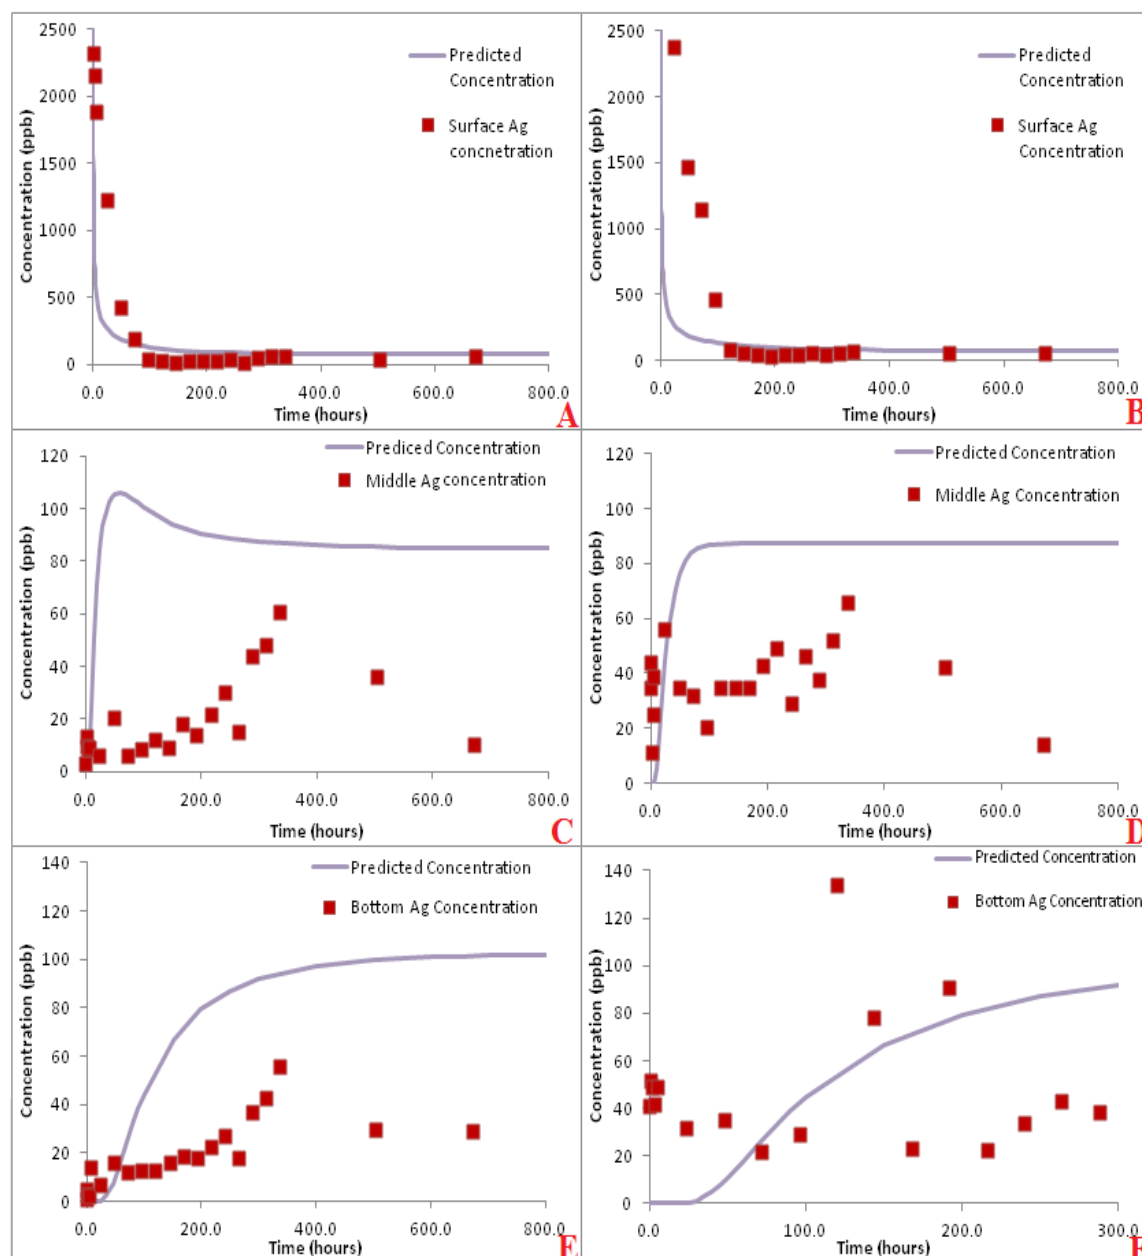 2500
2000
1500
1000
500
0
Concentration (ppb)
Predicted
Concentration
Surface Ag
concnetration
0.0 200.0 400.0 600.0 800.0
Time (hours)
A
2500
2000
1500
1000
500
0
Concentration (ppb)
Predicted
Concentration
Surface Ag
Concentration
0.0 200.0 400.0 600.0 800.0
Time (hours)
B
120
100
80
60
40
20
0
Concentration (ppb)
Prediced Concentration
Middle Ag concentration
0.0 200.0 400.0 600.0 800.0
Time (hours)
C
120
100
80
60
40
20
0
Concentration (ppb)
Predicted Concentration
Middle Ag Concentration
0.0 200.0 400.0 600.0 800.0
Time (hours)
D
140
120
100
80
60
40
20
0
Concentration (ppb)
Predicted Concentration
Bottom Ag Concentration
0.0 200.0 400.0 600.0 800.0
Time (hours)
E
140
120
100
80
60
40
20
0
Concentration (ppb)
Predicted Concentration
Bottom Ag Concentration
0.0 100.0 200.0 300.0
Time (hours)